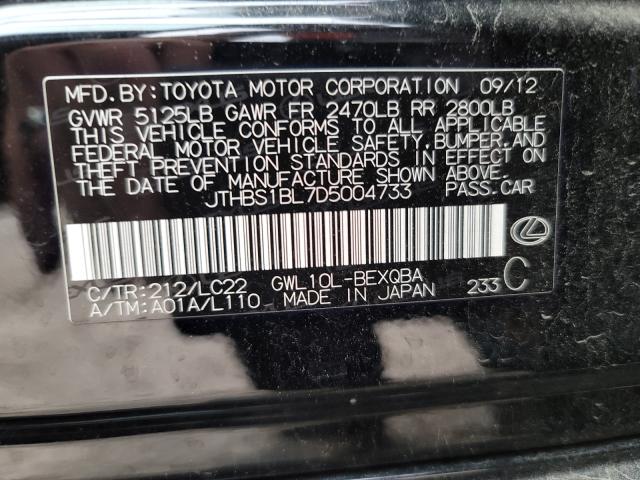 MFD.BY:TOYOTA MOTOR CORPORATION 09/12
GVWR 5125LB GAWR FR 2470LB RR 2800LB
THIS VEHICLE CONFORMS TO ALL APPLICABLE
FEDERAL MOTOR VEHICLE SAFETY,BUMPER,AND
THEFT PREVENTION STANDARDS IN EFFECT ON
THE DATE OF MANUFACTURE SHOWN ABOVE.
JTHBS1BL7D5004733 PASS.CAR
C/TR:212/LC22 GWL10L-BEXQBA
A/TM:A01A/L110 MADE IN JAPAN 233 C